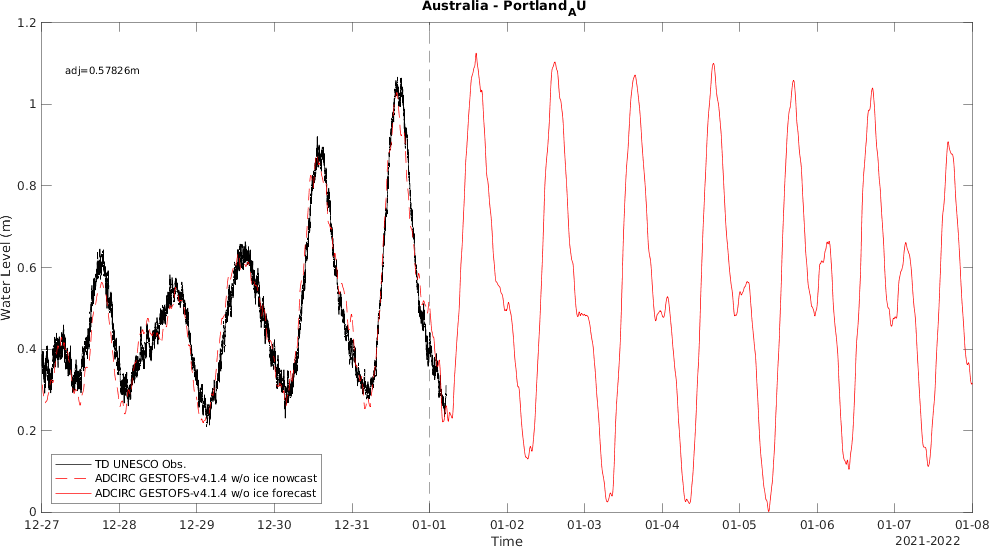 Australia - Portland_AU
1.2
adj=0.57826m
1
0.8
0.6
0.4
0.2
0
Water Level (m)
TD UNESCO Obs.
ADCIRC GESTOFS-v4.1.4 w/o ice nowcast
ADCIRC GESTOFS-v4.1.4 w/o ice forecast
12-27 12-28 12-29 12-30 12-31 01-01 01-02 01-03 01-04 01-05 01-06 01-07 01-08
Time
2021-2022